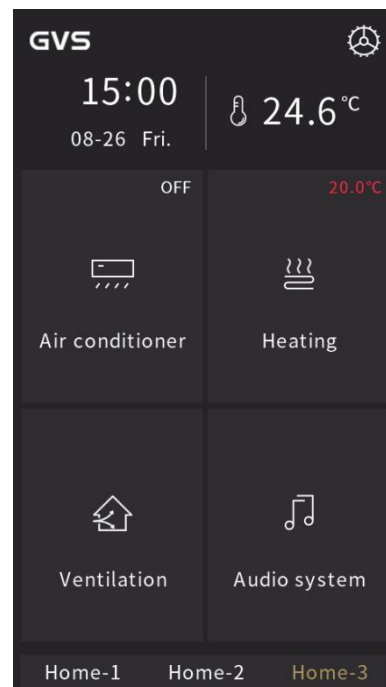 GVS
15:00
08-26 Fri.
24.6℃
OFF
20.0℃
Air conditioner
Heating
Ventilation
Audio system
Home-1 Home-2 Home-3